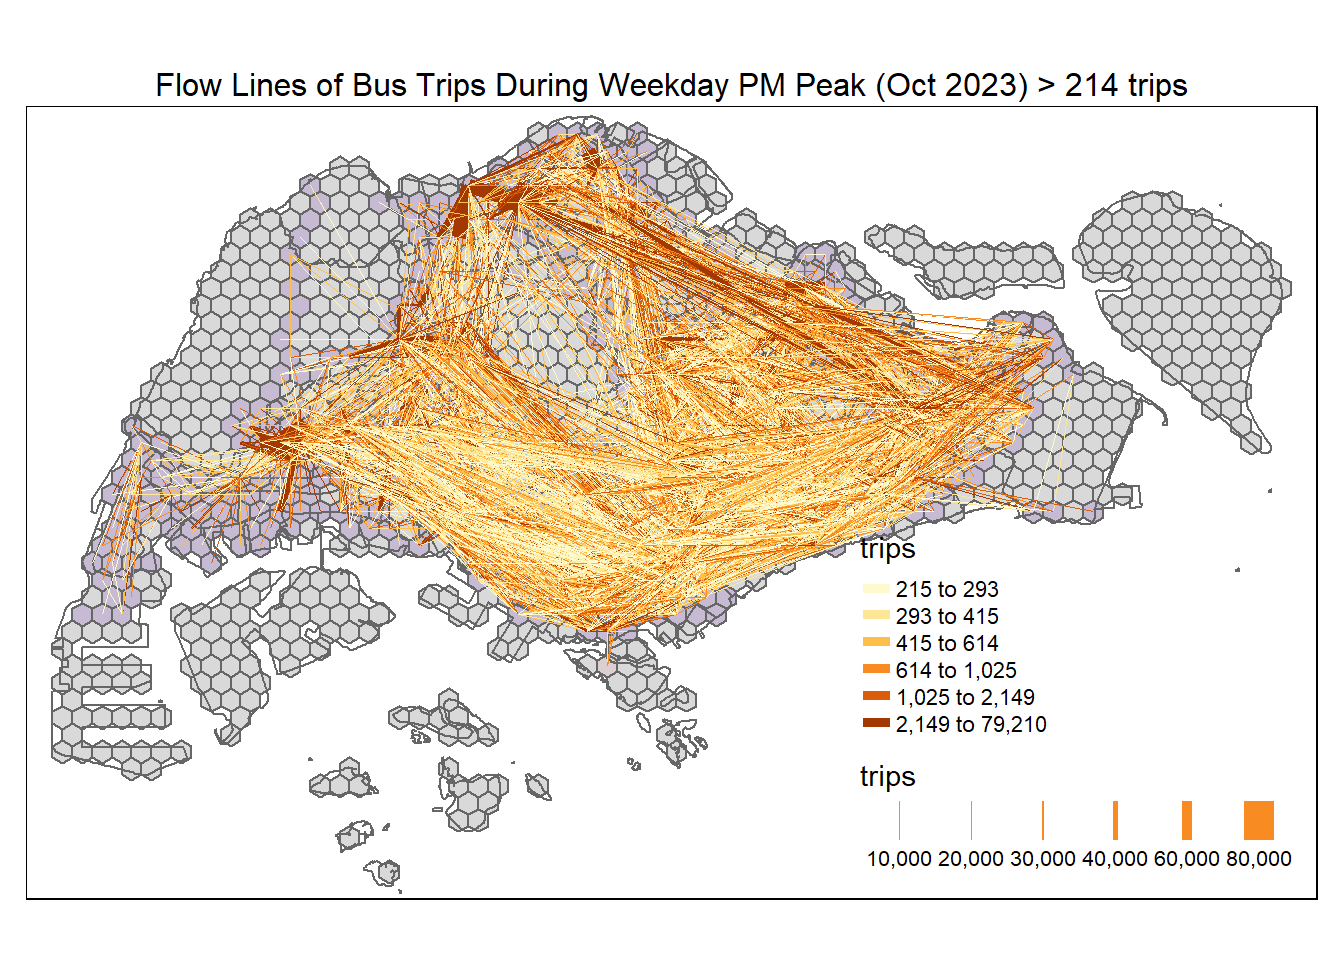 Flow Lines of Bus Trips During Weekday PM Peak (Oct 2023) > 214 trips
trips
215 to 293
293 to 415
415 to 614
614 to 1,025
1,025 to 2,149
2,149 to 79,210
trips
10,000 20,000 30,000 40,000 60,000 80,000